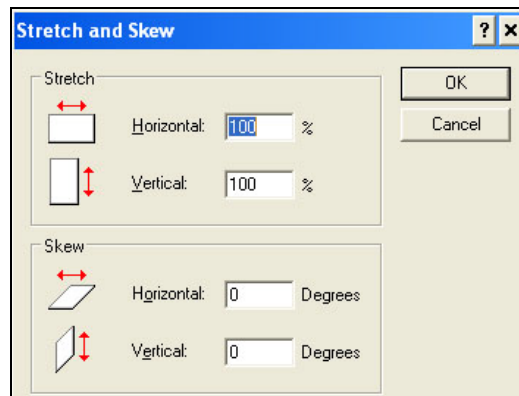 Stretch and Skew ? ×
Stretch
Horizontal: 100 %
Vertical: 100 %
OK
Cancel
Skew
Horizontal: 0 Degrees
Vertical: 0 Degrees